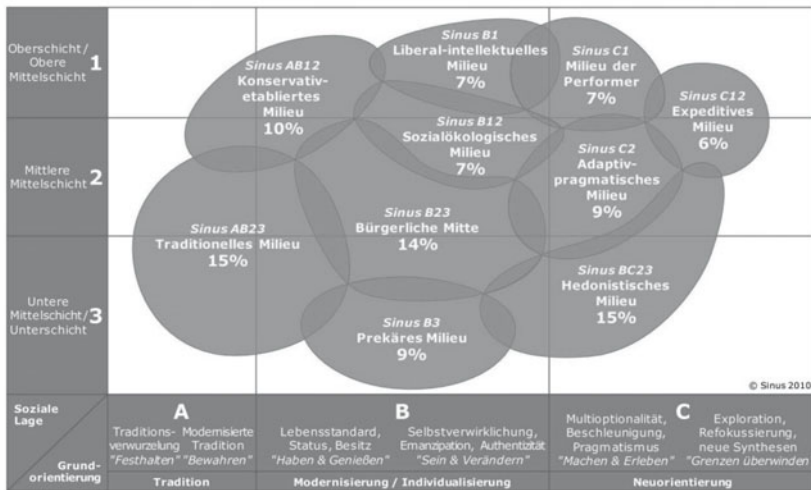 Oberschicht /
Obere
Mittelschicht
1
Mittlere
Mittelschicht
2
Untere
Mittelschicht/
Unterschicht
3
Sinus AB12
Konservativ-
etabliertes
Milieu
10%
Sinus B1
Liberal-intellektuelles
Milieu
7%
Sinus C1
Milieu der
Performer
7%
Sinus C12
Expeditives
Milieu
6%
Sinus B12
Sozialökologisches
Milieu
7%
Sinus C2
Adaptiv-
pragmatisches
Milieu
9%
Sinus AB23
Traditionelles Milieu
15%
Sinus B23
Bürgerliche Mitte
14%
Sinus BC23
Hedonistisches
Milieu
15%
Sinus B3
Prekäres Milieu
9%
© Sinus 2010
Soziale
Lage
Grund-
orientierung
A
Traditions-
verwurzelung
"Festhalten"
Modernisierte
Tradition
"Bewahren"
B
Lebensstandard,
Status, Besitz
"Haben & Genießen"
Selbstverwirklichung,
Emanzipation, Authentizität
"Sein & Verändern"
C
Multioptionalität,
Beschleunigung,
Pragmatismus
"Machen & Erleben"
Exploration,
Refokussierung,
neue Synthesen
"Grenzen überwinden"
Tradition
Modernisierung / Individualisierung
Neuorientierung